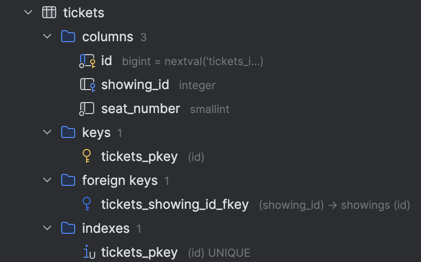 tickets
columns 3
id bigint = nextval('tickets_i...)
showing_id integer
seat_number smallint
keys 1
tickets_pkey (id)
foreign keys 1
tickets_showing_id_fkey (showing_id) → showings (id)
indexes 1
tickets_pkey (id) UNIQUE